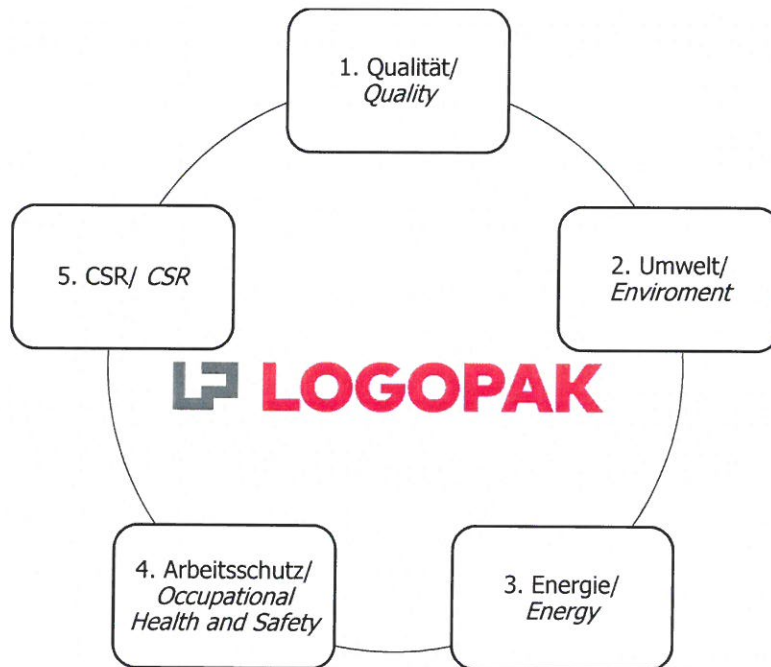 1. Qualität/
Quality
2. Umwelt/
Enviroment
3. Energie/
Energy
4. Arbeitsschutz/
Occupational
Health and Safety
5. CSR/ CSR
LP LOGOPAK